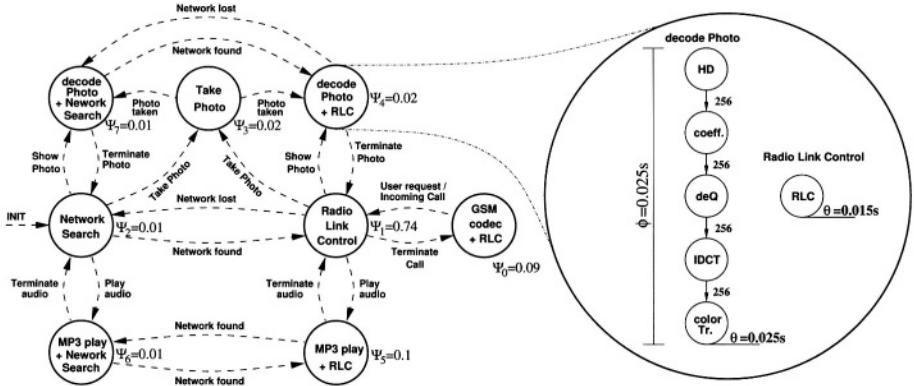 Network lost
Network found
decode
Photo
+ Nework
Search
Ψ7=0.01
Photo
taken
Take
Photo
Ψ3=0.02
Photo
taken
decode
Photo
+ RLC
Ψ4=0.02
Show
Photo
Terminate
Photo
Take Photo
Take Photo
Show
Photo
Terminate
Photo
INIT
Network
Search
Ψ2=0.01
Network lost
Network found
Radio
Link
Control
Ψ1=0.74
User request /
Incoming Call
Terminate
Call
GSM
codec
+ RLC
Ψ0=0.09
Terminate
audio
Play
audio
Terminate
audio
Play
audio
MP3 play
+ Nework
Search
Ψ6=0.01
Network found
Network found
MP3 play
+ RLC
Ψ5=0.1
decode Photo
HD
256
coeff.
256
deQ
256
IDCT
256
color
Tr.
θ=0.025s
ϕ=0.025s
Radio Link Control
RLC
θ=0.015s